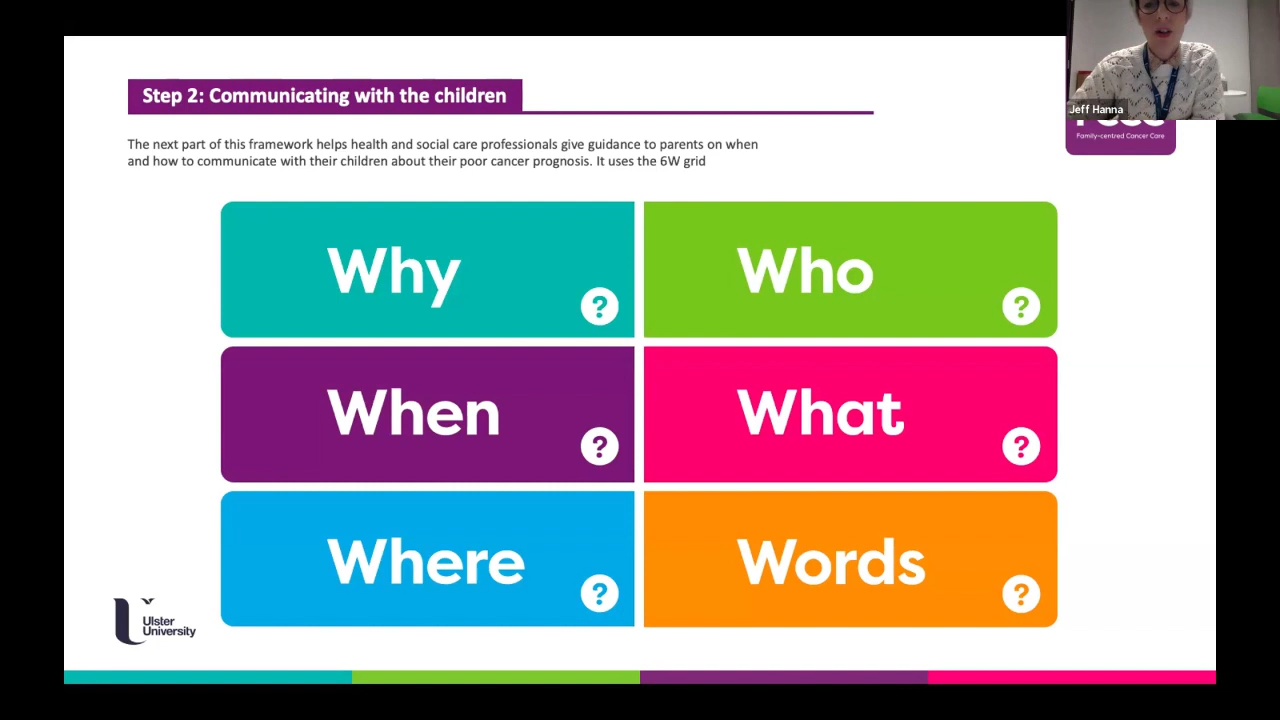 Step 2: Communicating with the children
Jeff Hanna
Family-centred Cancer Care
The next part of this framework helps health and social care professionals give guidance to parents on when
and how to communicate with their children about their poor cancer prognosis. It uses the 6W grid
Why
?
Who
?
When
?
What
?
Where
?
Words
?
Ulster
University